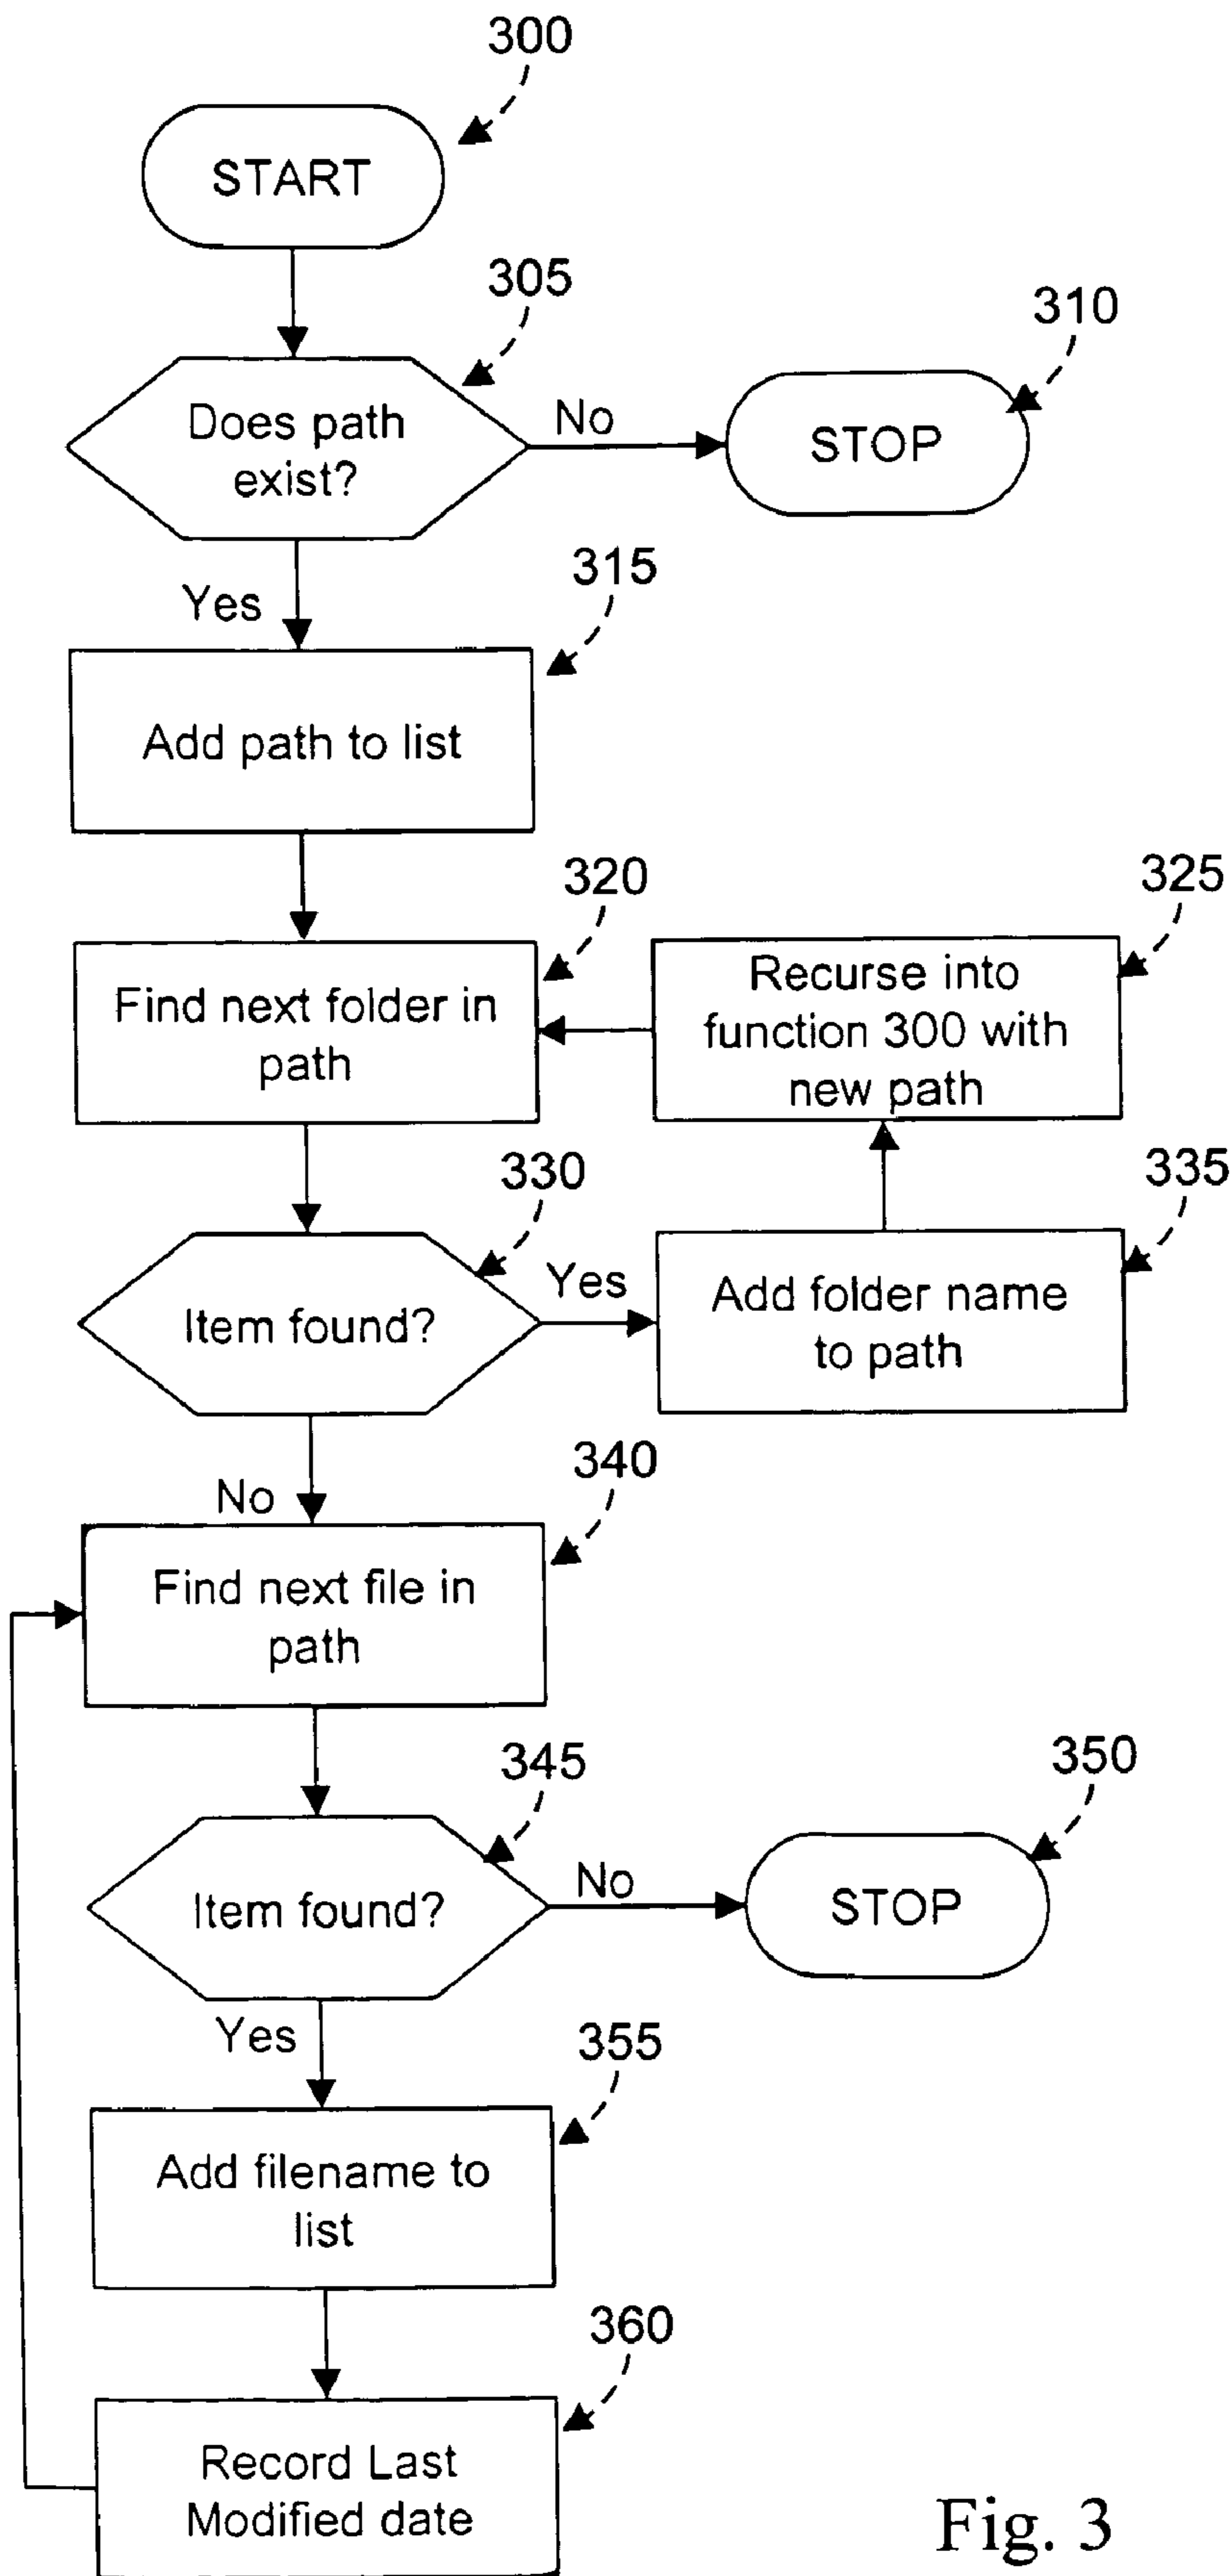 300
START
305
310
Does path
exist?
No
STOP
Yes
315
Add path to list
320
325
Find next folder in
path
Recurse into
function 300 with
new path
330
335
Item found?
Yes
Add folder name
to path
No
340
Find next file in
path
345
350
Item found?
No
STOP
Yes
355
Add filename to
list
360
Record Last
Modified date
Fig. 3